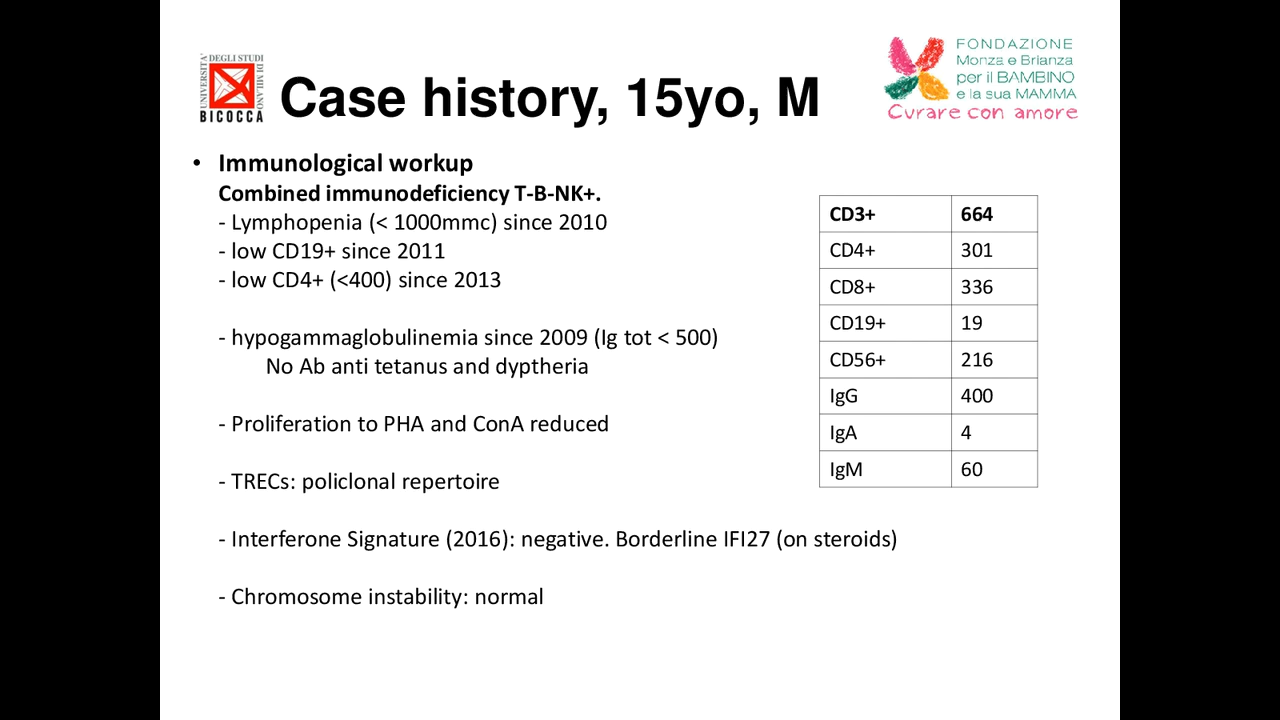 UNIVERSITA' DEGLI STUDI DI MILANO
BICOCCA
Case history, 15yo, M
FONDAZIONE
Monza e Brianza
per il BAMBINO
e la sua MAMMA
Curare con amore
• Immunological workup
Combined immunodeficiency T-B-NK+.
- Lymphopenia (< 1000mmc) since 2010
- low CD19+ since 2011
- low CD4+ (<400) since 2013
- hypogammaglobulinemia since 2009 (Ig tot < 500)
No Ab anti tetanus and dyptheria
- Proliferation to PHA and ConA reduced
- TRECs: policlonal repertoire
- Interferone Signature (2016): negative. Borderline IFI27 (on steroids)
- Chromosome instability: normal
CD3+ 664
CD4+ 301
CD8+ 336
CD19+ 19
CD56+ 216
IgG 400
IgA 4
IgM 60